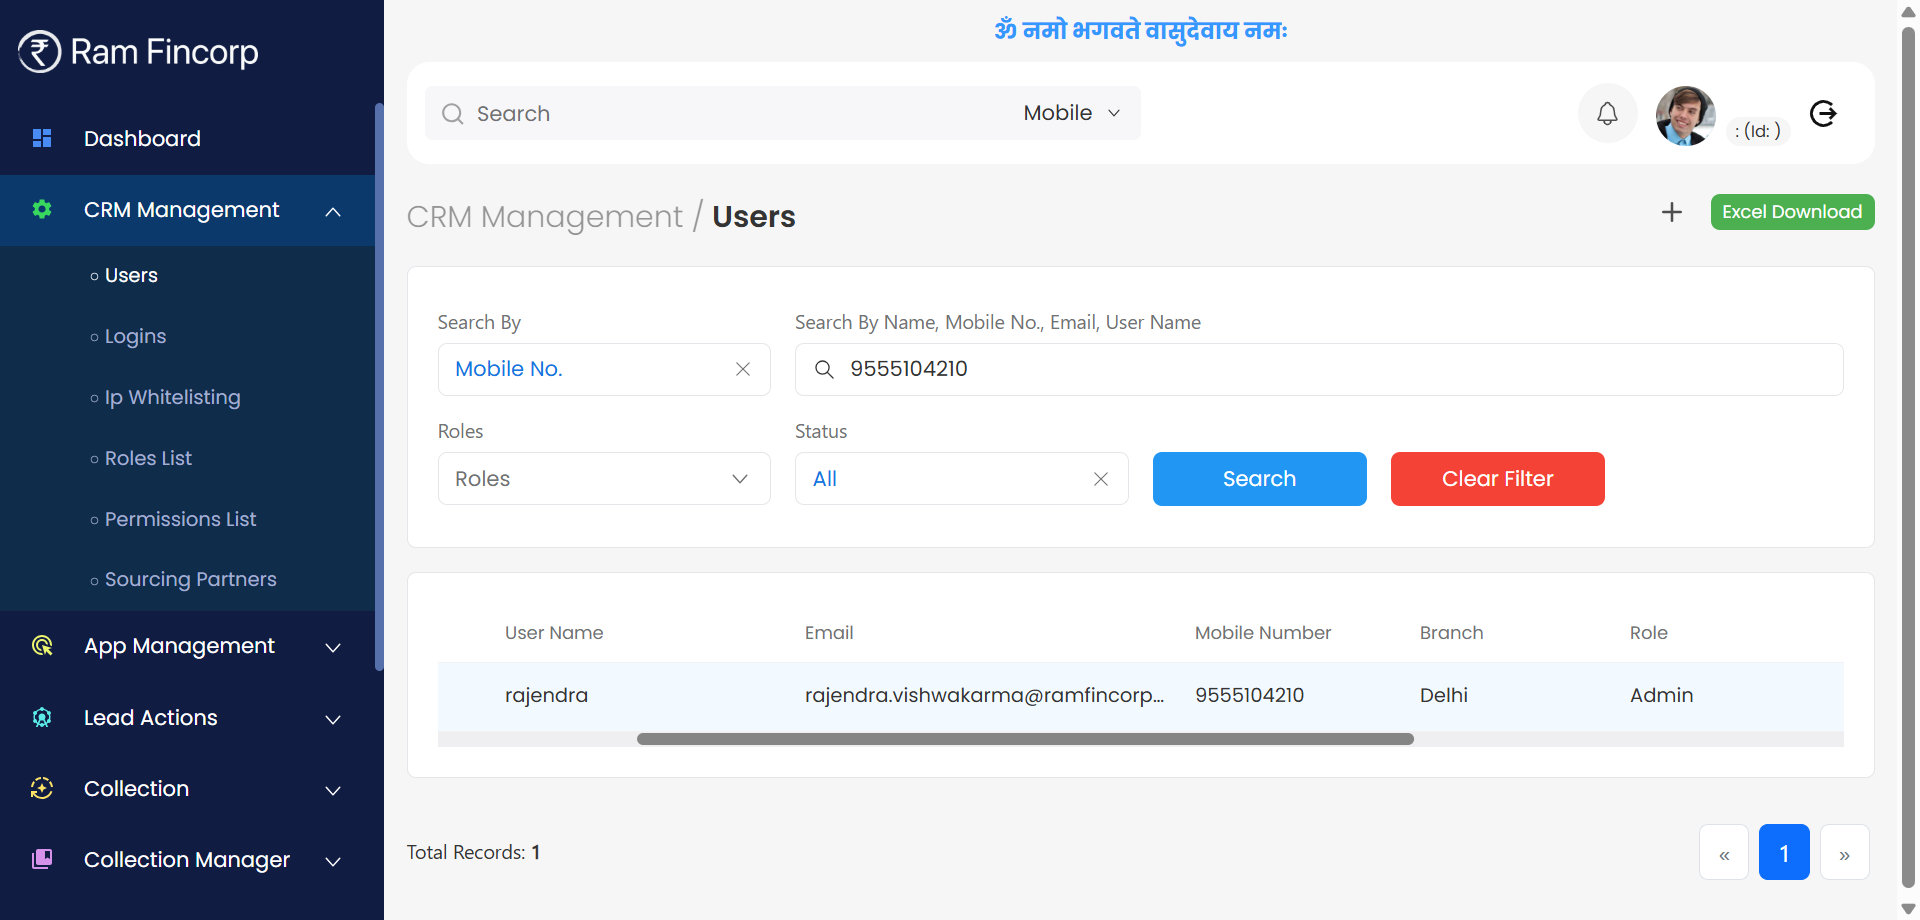 ॐ नमो भगवते वासुदेवाय नमः
Ram Fincorp
Dashboard
CRM Management
Users
Logins
Ip Whitelisting
Roles List
Permissions List
Sourcing Partners
App Management
Lead Actions
Collection
Collection Manager
Search
Mobile
: (Id: )
CRM Management / Users
+
Excel Download
Search By
Search By Name, Mobile No., Email, User Name
Mobile No.
9555104210
Roles
Status
Roles
All
Search
Clear Filter
User Name Email Mobile Number Branch Role
rajendra rajendra.vishwakarma@ramfincorp... 9555104210 Delhi Admin
Total Records: 1
« 1 »